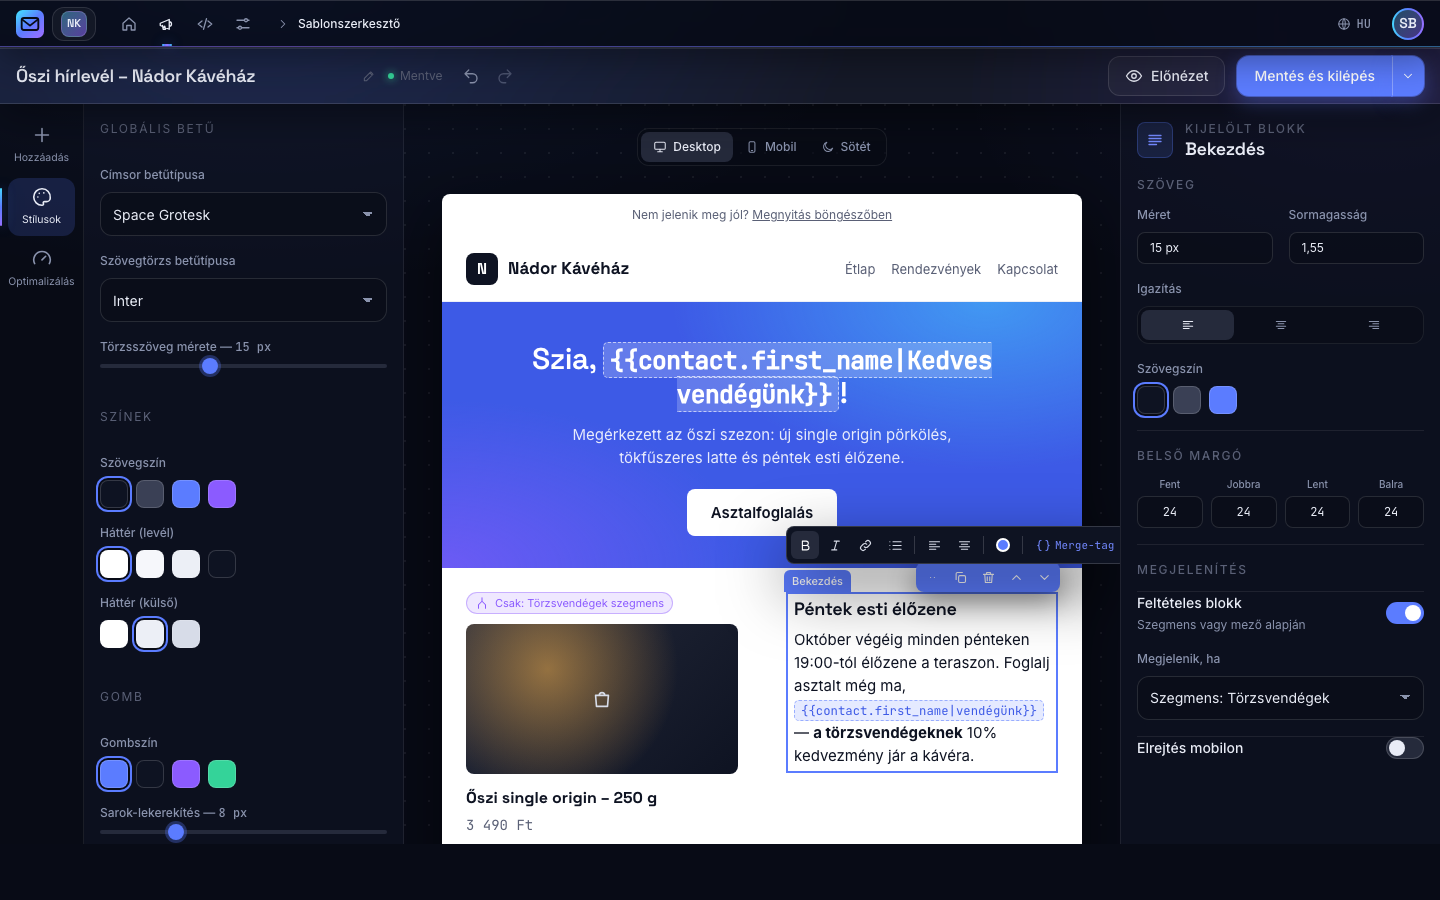 NK
Sablonszerkesztő
HU
SB
Őszi hírlevél – Nádor Kávéház
Mentve
Előnézet
Mentés és kilépés
Hozzáadás
Stílusok
Optimalizálás
GLOBÁLIS BETŰ
Címsor betűtípusa
Space Grotesk
Szövegtörzs betűtípusa
Inter
Törzsszöveg mérete — 15 px
SZÍNEK
Szövegszín
Háttér (levél)
Háttér (külső)
GOMB
Gombszín
Sarok-lekerekítés — 8 px
Desktop
Mobil
Sötét
Nem jelenik meg jól? Megnyitás böngészőben
N
Nádor Kávéház
Étlap
Rendezvények
Kapcsolat
Szia, {{contact.first_name|Kedves
vendégünk}}!
Megérkezett az őszi szezon: új single origin pörkölés,
tökfűszeres latte és péntek esti élőzene.
Asztalfoglalás
B
I
{} Merge-tag
Bekezdés
Csak: Törzsvendégek szegmens
Őszi single origin – 250 g
3 490 Ft
Péntek esti élőzene
Október végéig minden pénteken
19:00-tól élőzene a teraszon. Foglalj
asztalt még ma,
{{contact.first_name|vendégünk}}
— a törzsvendégeknek 10%
kedvezmény jár a kávéra.
KIJELÖLT BLOKK
Bekezdés
SZÖVEG
Méret
Sormagasság
15 px
1,55
Igazítás
Szövegszín
BELSŐ MARGÓ
Fent
Jobbra
Lent
Balra
24
24
24
24
MEGJELENÍTÉS
Feltételes blokk
Szegmens vagy mező alapján
Megjelenik, ha
Szegmens: Törzsvendégek
Elrejtés mobilon